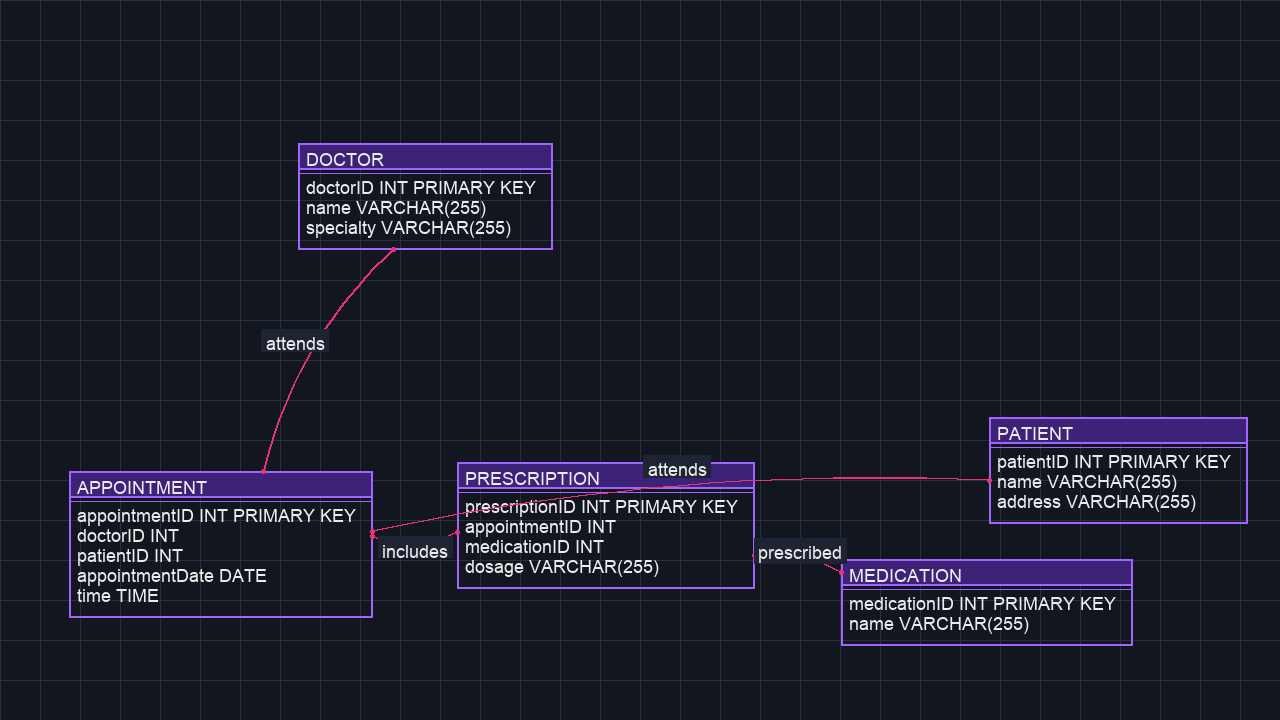 DOCTOR
doctorID INT PRIMARY KEY
name VARCHAR(255)
specialty VARCHAR(255)
attends
APPOINTMENT
appointmentID INT PRIMARY KEY
doctorID INT
patientID INT
appointmentDate DATE
time TIME
includes
PRESCRIPTION
prescriptionID INT PRIMARY KEY
appointmentID INT
medicationID INT
dosage VARCHAR(255)
attends
prescribed
PATIENT
patientID INT PRIMARY KEY
name VARCHAR(255)
address VARCHAR(255)
MEDICATION
medicationID INT PRIMARY KEY
name VARCHAR(255)